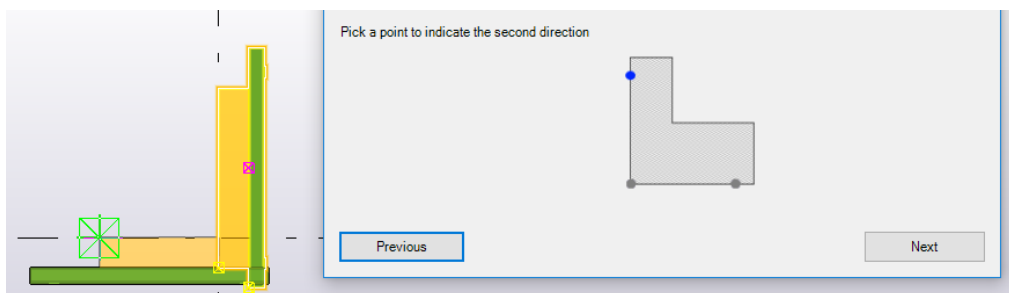 Pick a point to indicate the second direction
Previous
Next